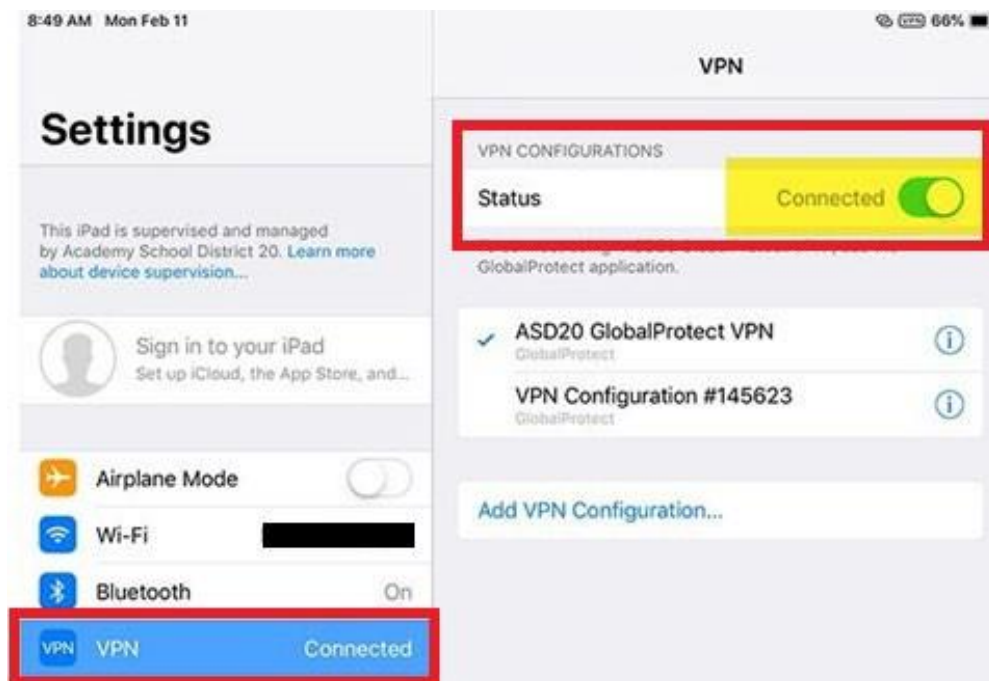 8:49 AM Mon Feb 11
VPN 66%
Settings
This iPad is supervised and managed
by Academy School District 20. Learn more
about device supervision...
Sign in to your iPad
Set up iCloud, the App Store, and...
Airplane Mode
Wi-Fi
Bluetooth On
VPN VPN Connected
VPN
VPN CONFIGURATIONS
Status Connected
GlobalProtect application.
ASD20 GlobalProtect VPN
GlobalProtect
VPN Configuration #145623
GlobalProtect
Add VPN Configuration...